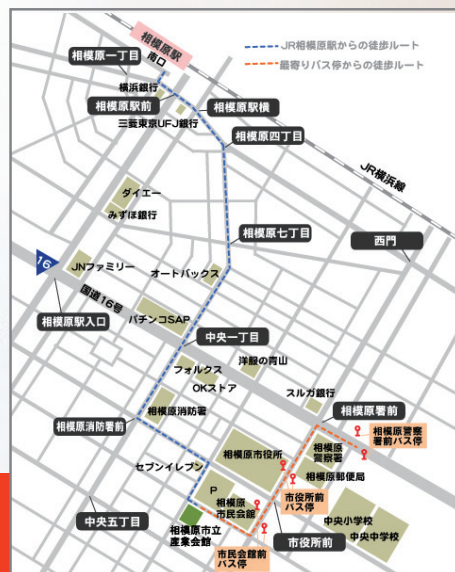 相模原駅
南口
JR相模原駅からの徒歩ルート
最寄りバス停からの徒歩ルート
相模原一丁目
横浜銀行
相模原駅前
相模原駅横
三菱東京UFJ銀行
相模原四丁目
JR横浜線
ダイエー
みずほ銀行
相模原七丁目
西門
16
JNファミリー
オートバックス
国道16号
相模原駅入口
パチンコSAP
中央一丁目
フォルクス
洋服の青山
OKストア
スルガ銀行
相模原消防署
相模原署前
相模原消防署前
相模原警察
署前バス停
相模原市役所
相模原
警察署
セブンイレブン
相模原郵便局
P
相模原
市民会館
市役所前
バス停
中央五丁目
中央小学校
相模原市立
産業会館
中央中学校
市役所前
市民会館前
バス停